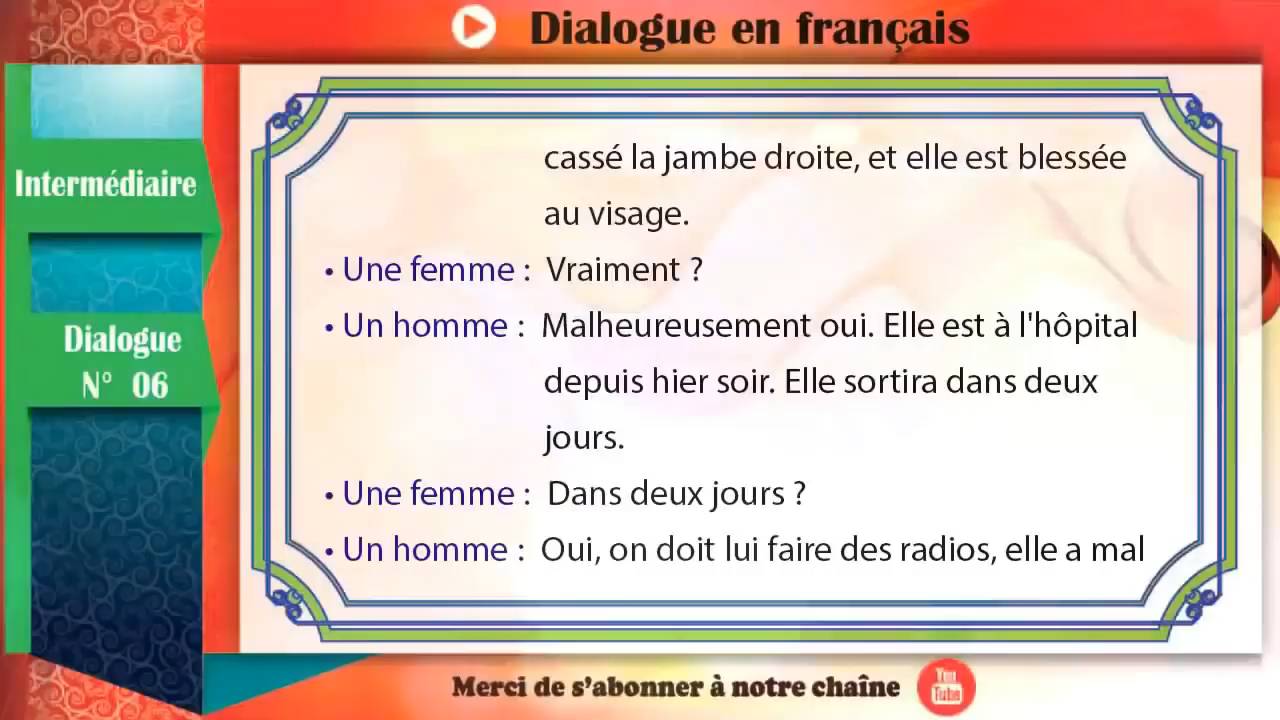 Dialogue en français
Intermédiaire
Dialogue
N° 06
cassé la jambe droite, et elle est blessée
au visage.
• Une femme : Vraiment ?
• Un homme : Malheureusement oui. Elle est à l'hôpital
depuis hier soir. Elle sortira dans deux
jours.
• Une femme : Dans deux jours ?
• Un homme : Oui, on doit lui faire des radios, elle a mal
Merci de s'abonner à notre chaîne
You
Tube